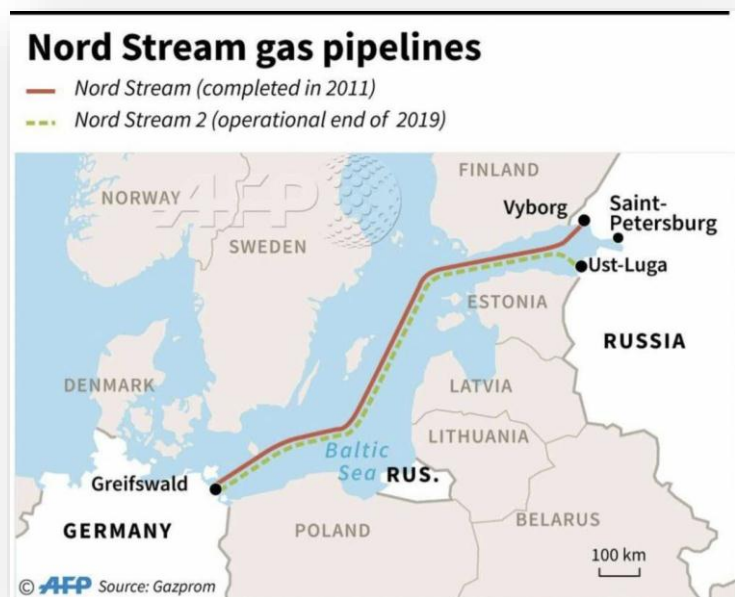 Nord Stream gas pipelines
Nord Stream (completed in 2011)
Nord Stream 2 (operational end of 2019)
FINLAND
NORWAY
AFP
Vyborg
Saint-
Petersburg
SWEDEN
Ust-Luga
ESTONIA
RUSSIA
DENMARK
LATVIA
LITHUANIA
Baltic
Sea
RUS.
Greifswald
BELARUS
GERMANY
POLAND
100 km
© AFP Source: Gazprom